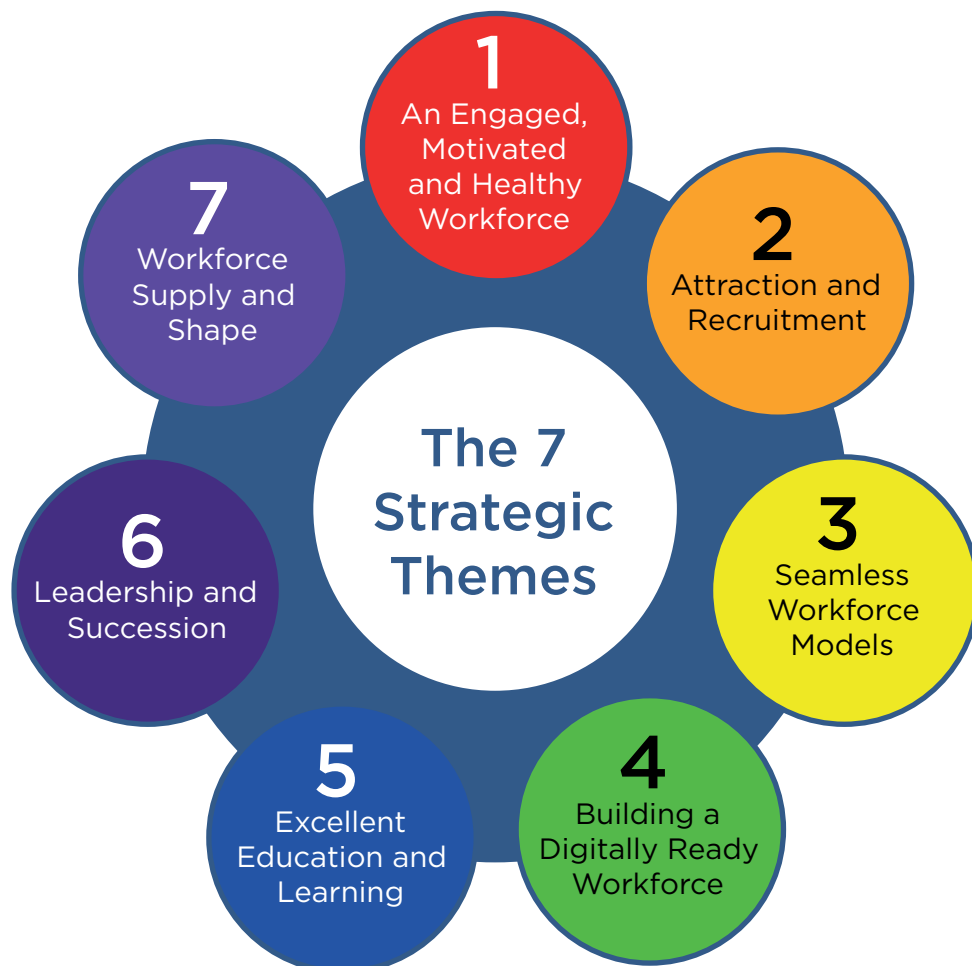 The 7
Strategic
Themes
1
An Engaged,
Motivated
and Healthy
Workforce
2
Attraction and
Recruitment
3
Seamless
Workforce
Models
4
Building a
Digitally Ready
Workforce
5
Excellent
Education and
Learning
6
Leadership and
Succession
7
Workforce
Supply and
Shape